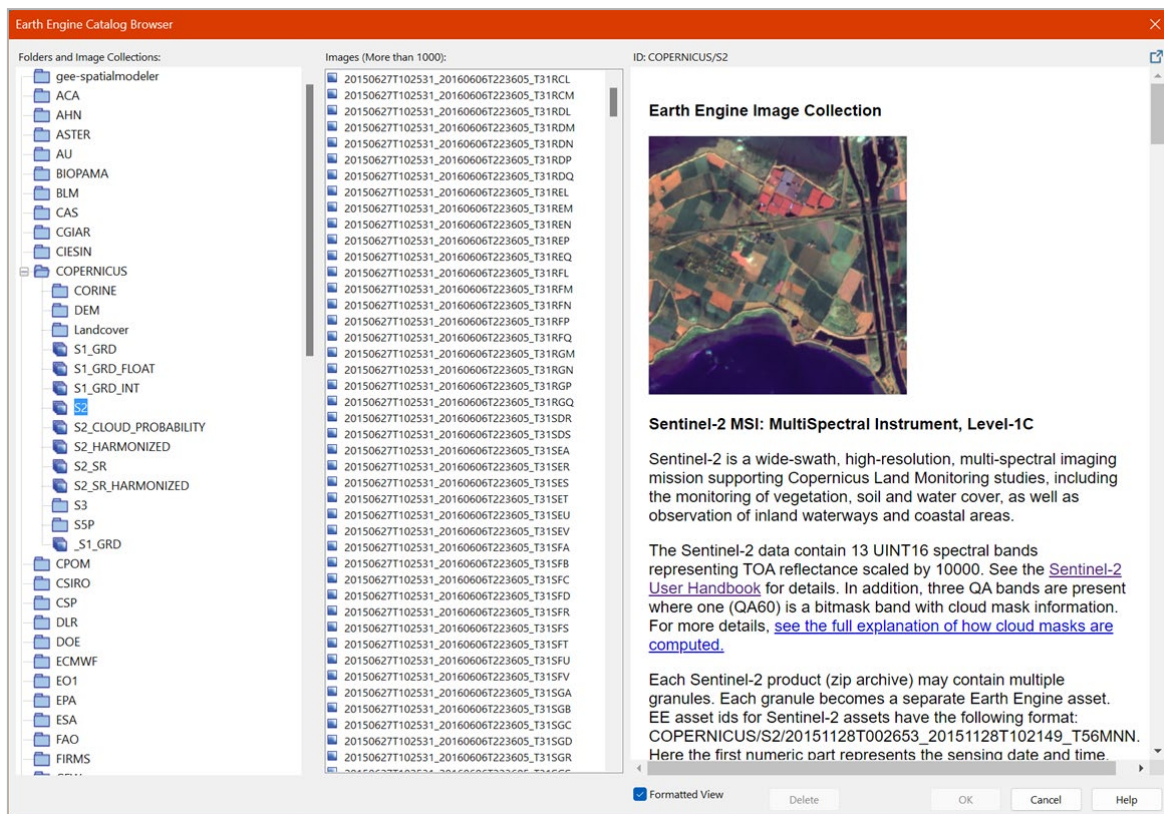 Earth Engine Catalog Browser
Folders and Image Collections:
gee-spatialmodeler
ACA
AHN
ASTER
AU
BIOPAMA
BLM
CAS
CGIAR
CIESIN
COPERNICUS
CORINE
DEM
Landcover
S1_GRD
S1_GRD_FLOAT
S1_GRD_INT
S2
S2_CLOUD_PROBABILITY
S2_HARMONIZED
S2_SR
S2_SR_HARMONIZED
S3
S5P
_S1_GRD
CPOM
CSIRO
CSP
DLR
DOE
ECMWF
EO1
EPA
ESA
FAO
FIRMS
Images (More than 1000):
20150627T102531_20160606T223605_T31RCL
20150627T102531_20160606T223605_T31RCM
20150627T102531_20160606T223605_T31RDL
20150627T102531_20160606T223605_T31RDM
20150627T102531_20160606T223605_T31RDN
20150627T102531_20160606T223605_T31RDP
20150627T102531_20160606T223605_T31RDQ
20150627T102531_20160606T223605_T31REL
20150627T102531_20160606T223605_T31REM
20150627T102531_20160606T223605_T31REN
20150627T102531_20160606T223605_T31REP
20150627T102531_20160606T223605_T31REQ
20150627T102531_20160606T223605_T31RFL
20150627T102531_20160606T223605_T31RFM
20150627T102531_20160606T223605_T31RFN
20150627T102531_20160606T223605_T31RFP
20150627T102531_20160606T223605_T31RFQ
20150627T102531_20160606T223605_T31RGM
20150627T102531_20160606T223605_T31RGN
20150627T102531_20160606T223605_T31RGP
20150627T102531_20160606T223605_T31RGQ
20150627T102531_20160606T223605_T31SDR
20150627T102531_20160606T223605_T31SDS
20150627T102531_20160606T223605_T31SEA
20150627T102531_20160606T223605_T31SER
20150627T102531_20160606T223605_T31SES
20150627T102531_20160606T223605_T31SET
20150627T102531_20160606T223605_T31SEU
20150627T102531_20160606T223605_T31SEV
20150627T102531_20160606T223605_T31SFA
20150627T102531_20160606T223605_T31SFB
20150627T102531_20160606T223605_T31SFC
20150627T102531_20160606T223605_T31SFD
20150627T102531_20160606T223605_T31SFR
20150627T102531_20160606T223605_T31SFS
20150627T102531_20160606T223605_T31SFT
20150627T102531_20160606T223605_T31SFU
20150627T102531_20160606T223605_T31SFV
20150627T102531_20160606T223605_T31SGA
20150627T102531_20160606T223605_T31SGB
20150627T102531_20160606T223605_T31SGC
20150627T102531_20160606T223605_T31SGD
20150627T102531_20160606T223605_T31SGR
ID: COPERNICUS/S2
Earth Engine Image Collection
Sentinel-2 MSI: MultiSpectral Instrument, Level-1C
Sentinel-2 is a wide-swath, high-resolution, multi-spectral imaging
mission supporting Copernicus Land Monitoring studies, including
the monitoring of vegetation, soil and water cover, as well as
observation of inland waterways and coastal areas.
The Sentinel-2 data contain 13 UINT16 spectral bands
representing TOA reflectance scaled by 10000. See the Sentinel-2
User Handbook for details. In addition, three QA bands are present
where one (QA60) is a bitmask band with cloud mask information.
For more details, see the full explanation of how cloud masks are
computed.
Each Sentinel-2 product (zip archive) may contain multiple
granules. Each granule becomes a separate Earth Engine asset.
EE asset ids for Sentinel-2 assets have the following format:
COPERNICUS/S2/20151128T002653_20151128T102149_T56MNN.
Here the first numeric part represents the sensing date and time,
Formatted View
Delete
OK
Cancel
Help